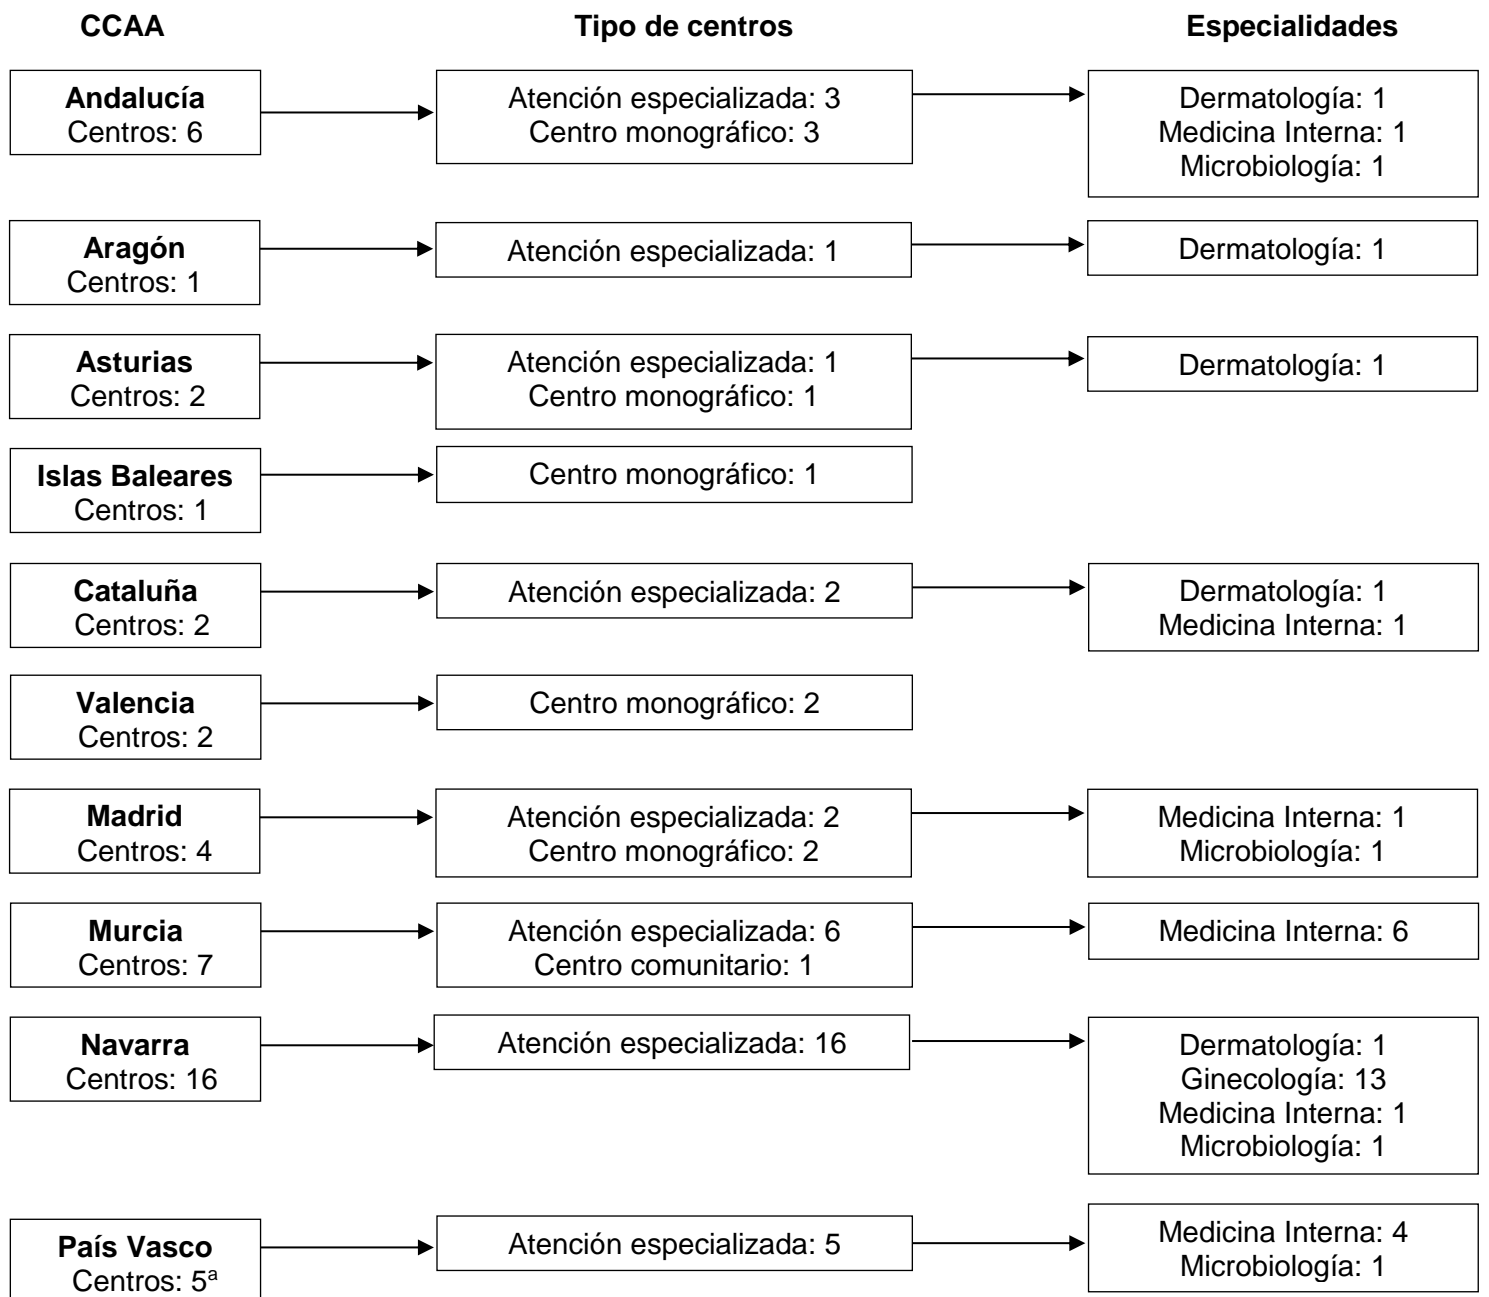 CCAA
Tipo de centros
Especialidades
Andalucía
Centros: 6
Atención especializada: 3
Centro monográfico: 3
Dermatología: 1
Medicina Interna: 1
Microbiología: 1
Aragón
Centros: 1
Atención especializada: 1
Dermatología: 1
Asturias
Centros: 2
Atención especializada: 1
Centro monográfico: 1
Dermatología: 1
Islas Baleares
Centros: 1
Centro monográfico: 1
Cataluña
Centros: 2
Atención especializada: 2
Dermatología: 1
Medicina Interna: 1
Valencia
Centros: 2
Centro monográfico: 2
Madrid
Centros: 4
Atención especializada: 2
Centro monográfico: 2
Medicina Interna: 1
Microbiología: 1
Murcia
Centros: 7
Atención especializada: 6
Centro comunitario: 1
Medicina Interna: 6
Navarra
Centros: 16
Atención especializada: 16
Dermatología: 1
Ginecología: 13
Medicina Interna: 1
Microbiología: 1
País Vasco
Centros: 5ª
Atención especializada: 5
Medicina Interna: 4
Microbiología: 1